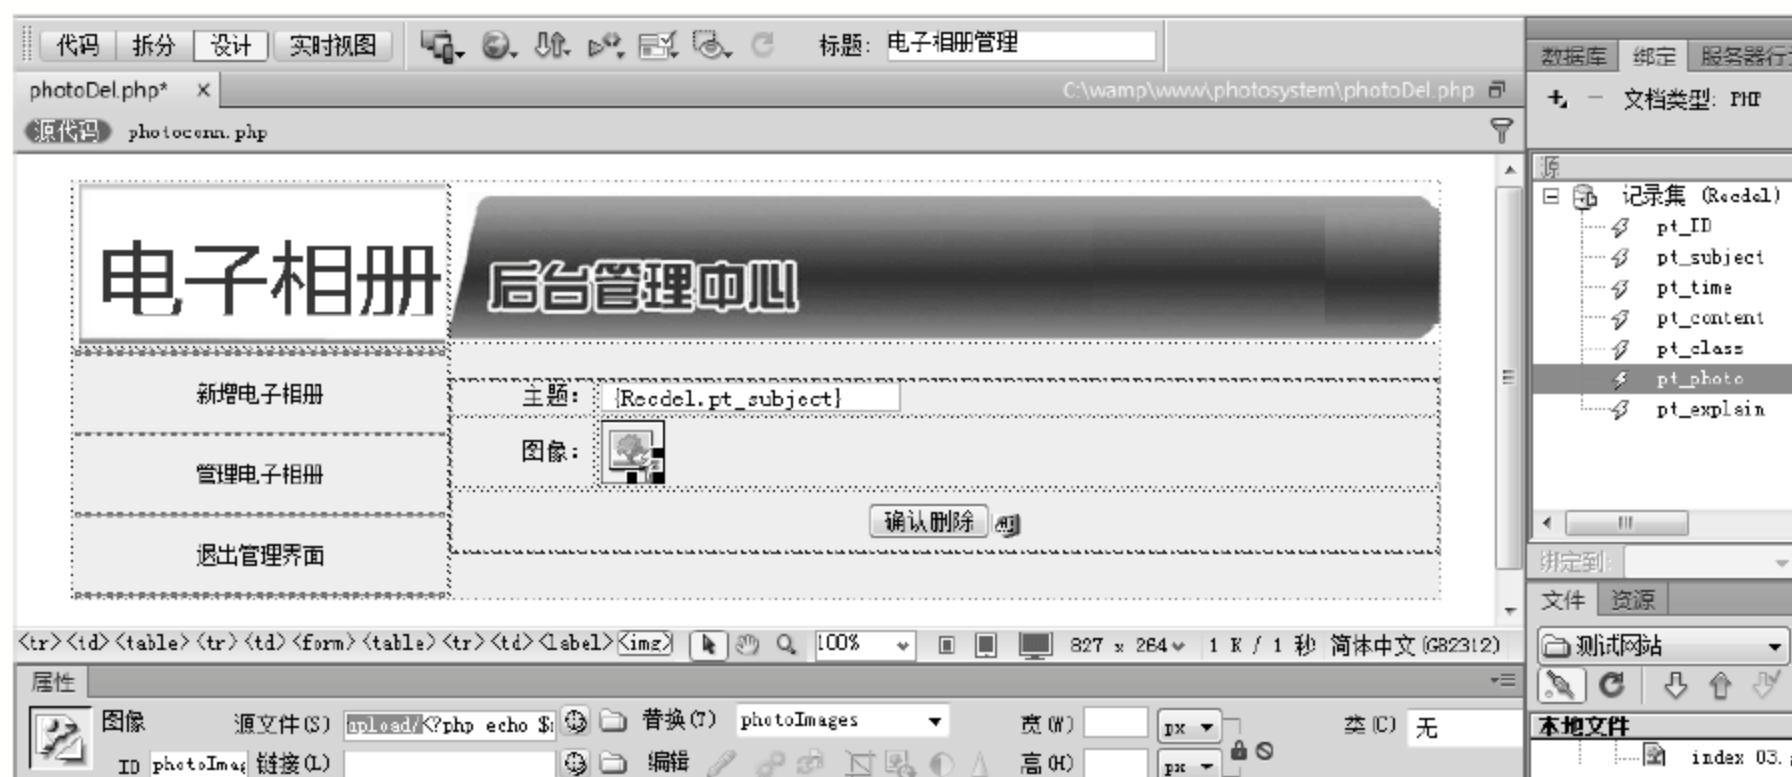 代码 拆分 设计 实时视图 标题: 电子相册管理
数据库 绑定 服务器行
photoDel.php* × C:\wamp\www\photosystem\photoDel.php
文档类型: PHP
源代码 photoconn.php
源
记录集 (Recdel)
pt_ID
pt_subject
pt_time
pt_content
pt_class
pt_photo
pt_explain
电子相册 后台管理中心
新增电子相册
主题: {Recdel.pt_subject}
图像:
管理电子相册
确认删除
退出管理界面
绑定到:
文件 资源
<tr><td><table><tr><td><form><table><tr><td><label><img> 100% 827 x 264 1 K / 1 秒 简体中文(GB2312)
测试网站
属性
图像 源文件(S) upload/<?php echo $ 替换(T) photoImages 宽(W) px 类(C) 无
本地文件
ID photoImag 链接(L) 编辑 高(H) px
index 03.